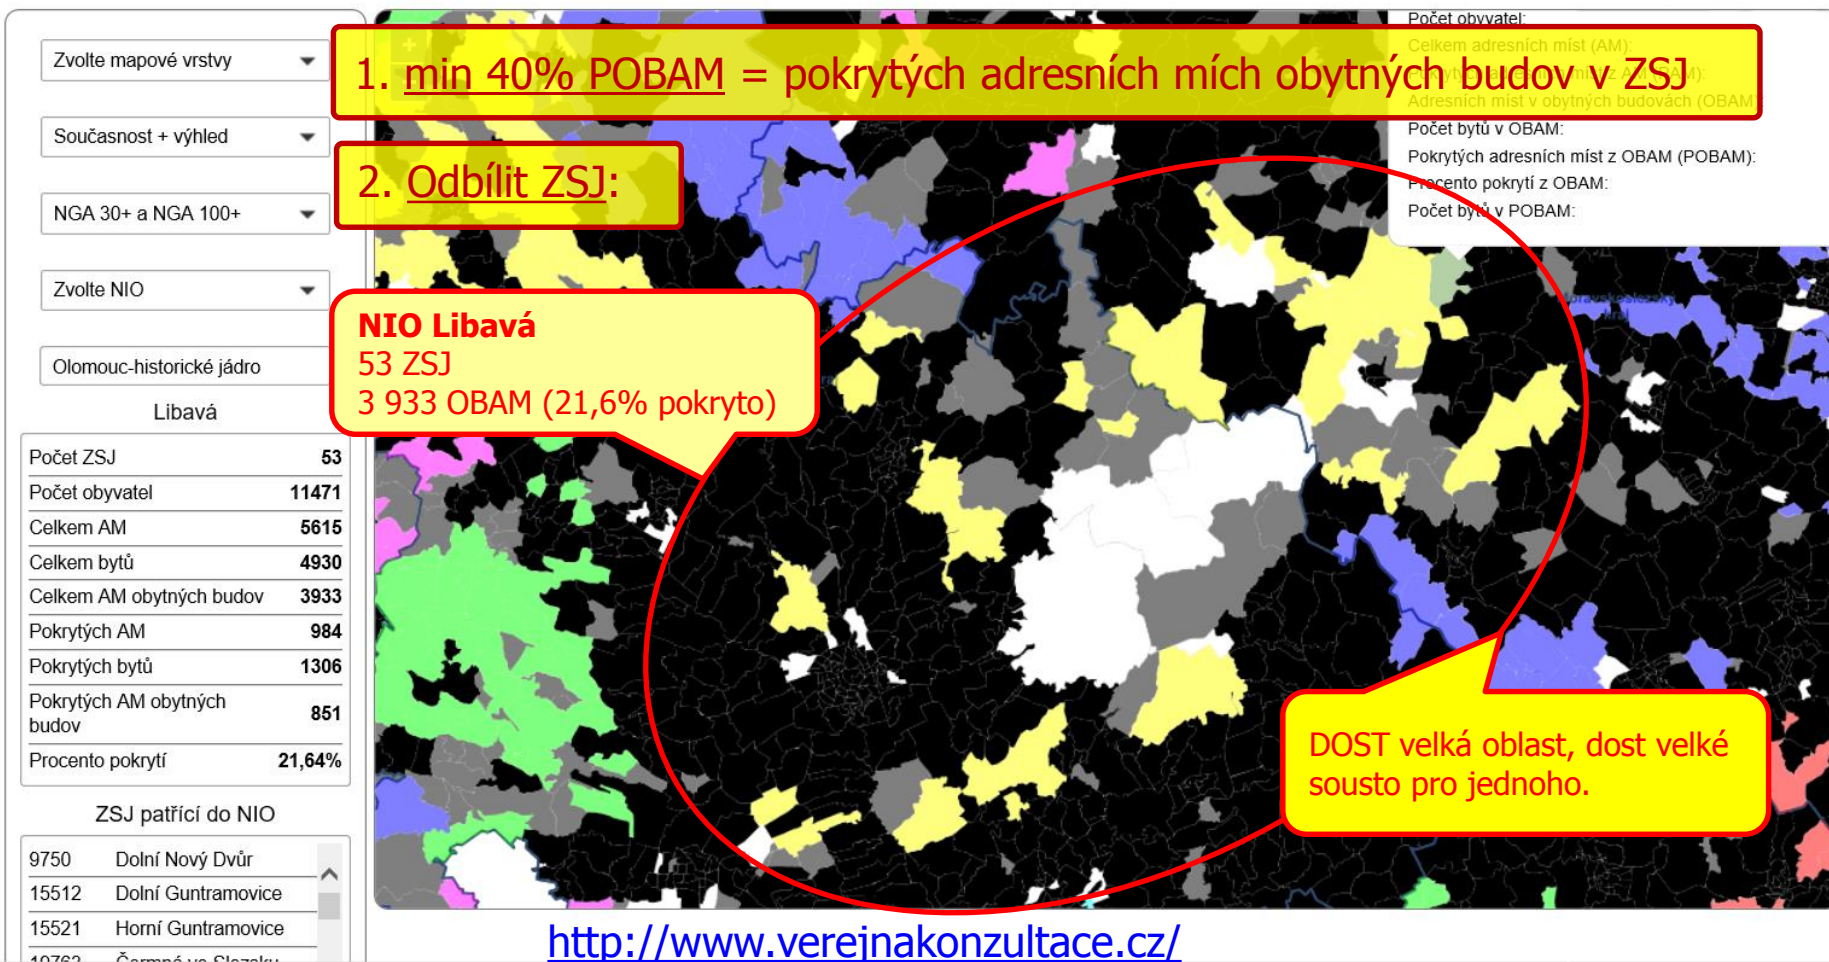 Zvolte mapové vrstvy
Současnost + výhled
NGA 30+ a NGA 100+
Zvolte NIO
Olomouc-historické jádro
Libavá
Počet ZSJ 53
Počet obyvatel 11471
Celkem AM 5615
Celkem bytů 4930
Celkem AM obytných budov 3933
Pokrytých AM 984
Pokrytých bytů 1306
Pokrytých AM obytných
budov 851
Procento pokrytí 21,64%
ZSJ patřící do NIO
9750 Dolní Nový Dvůr
15512 Dolní Guntramovice
15521 Horní Guntramovice
1. min 40% POBAM = pokrytých adresních mích obytných budov v ZSJ
2. Odbílit ZSJ:
NIO Libavá
53 ZSJ
3 933 OBAM (21,6% pokryto)
Počet obyvatel:
Celkem adresních míst (AM):
Pokrytých adresních míst z AM (PAM):
Adresních míst v obytných budovách (OBAM):
Počet bytů v OBAM:
Pokrytých adresních míst z OBAM (POBAM):
Procento pokrytí z OBAM:
Počet bytů v POBAM:
DOST velká oblast, dost velké
sousto pro jednoho.
http://www.verejnakonzultace.cz/